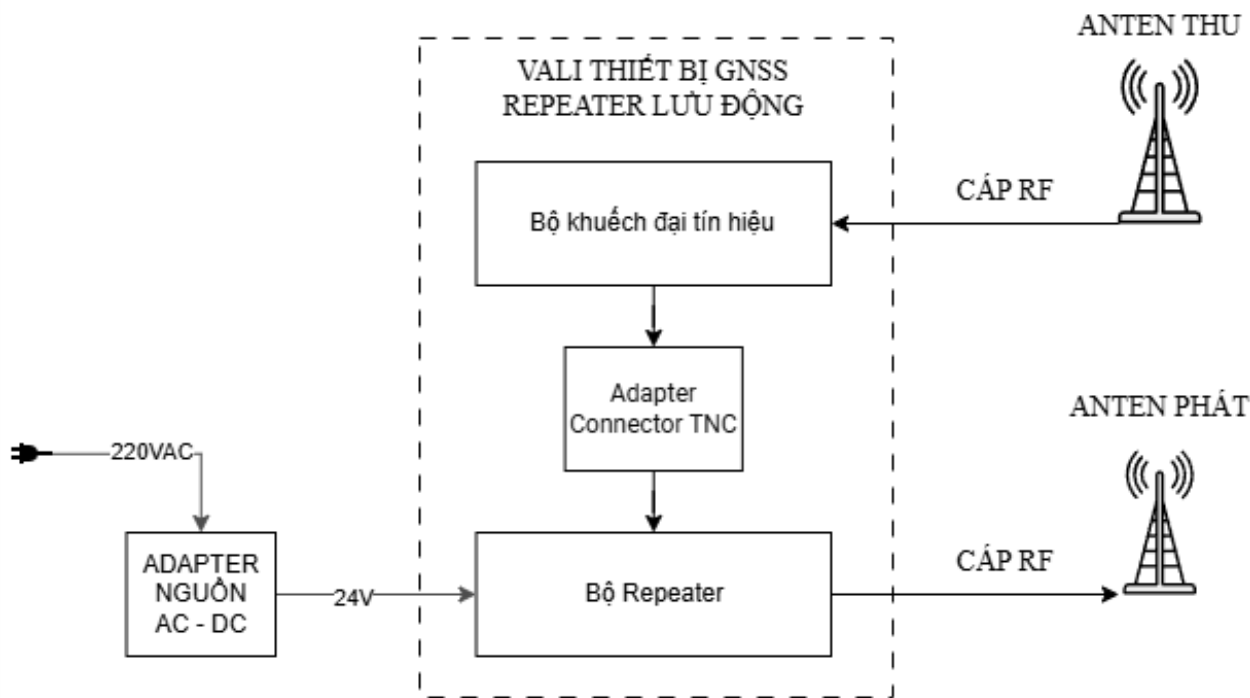 ANTEN THU
VALI THIẾT BỊ GNSS
REPEATER LƯU ĐỘNG
CÁP RF
Bộ khuếch đại tín hiệu
Adapter
Connector TNC
ANTEN PHÁT
220VAC
ADAPTER
NGUỒN
AC - DC
24V
Bộ Repeater
CÁP RF